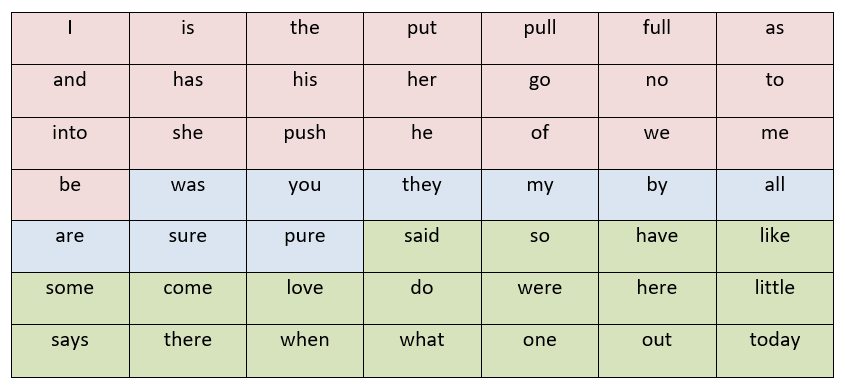 I is the put pull full as
and has his her go no to
into she push he of we me
be was you they my by all
are sure pure said so have like
some come love do were here little
says there when what one out today